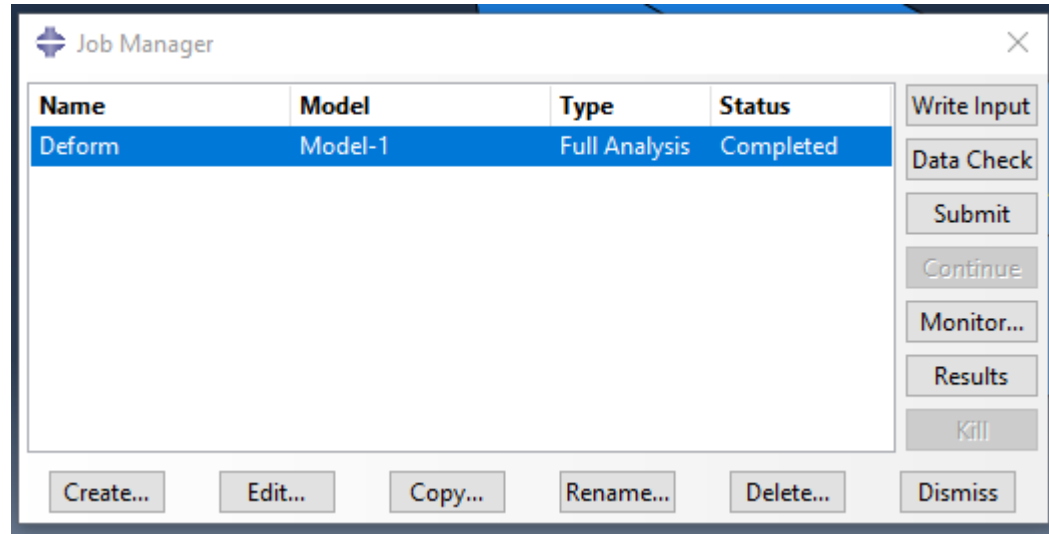 Job Manager
Name Model Type Status
Deform Model-1 Full Analysis Completed
Write Input
Data Check
Submit
Continue
Monitor...
Results
Kill
Create... Edit... Copy... Rename... Delete... Dismiss